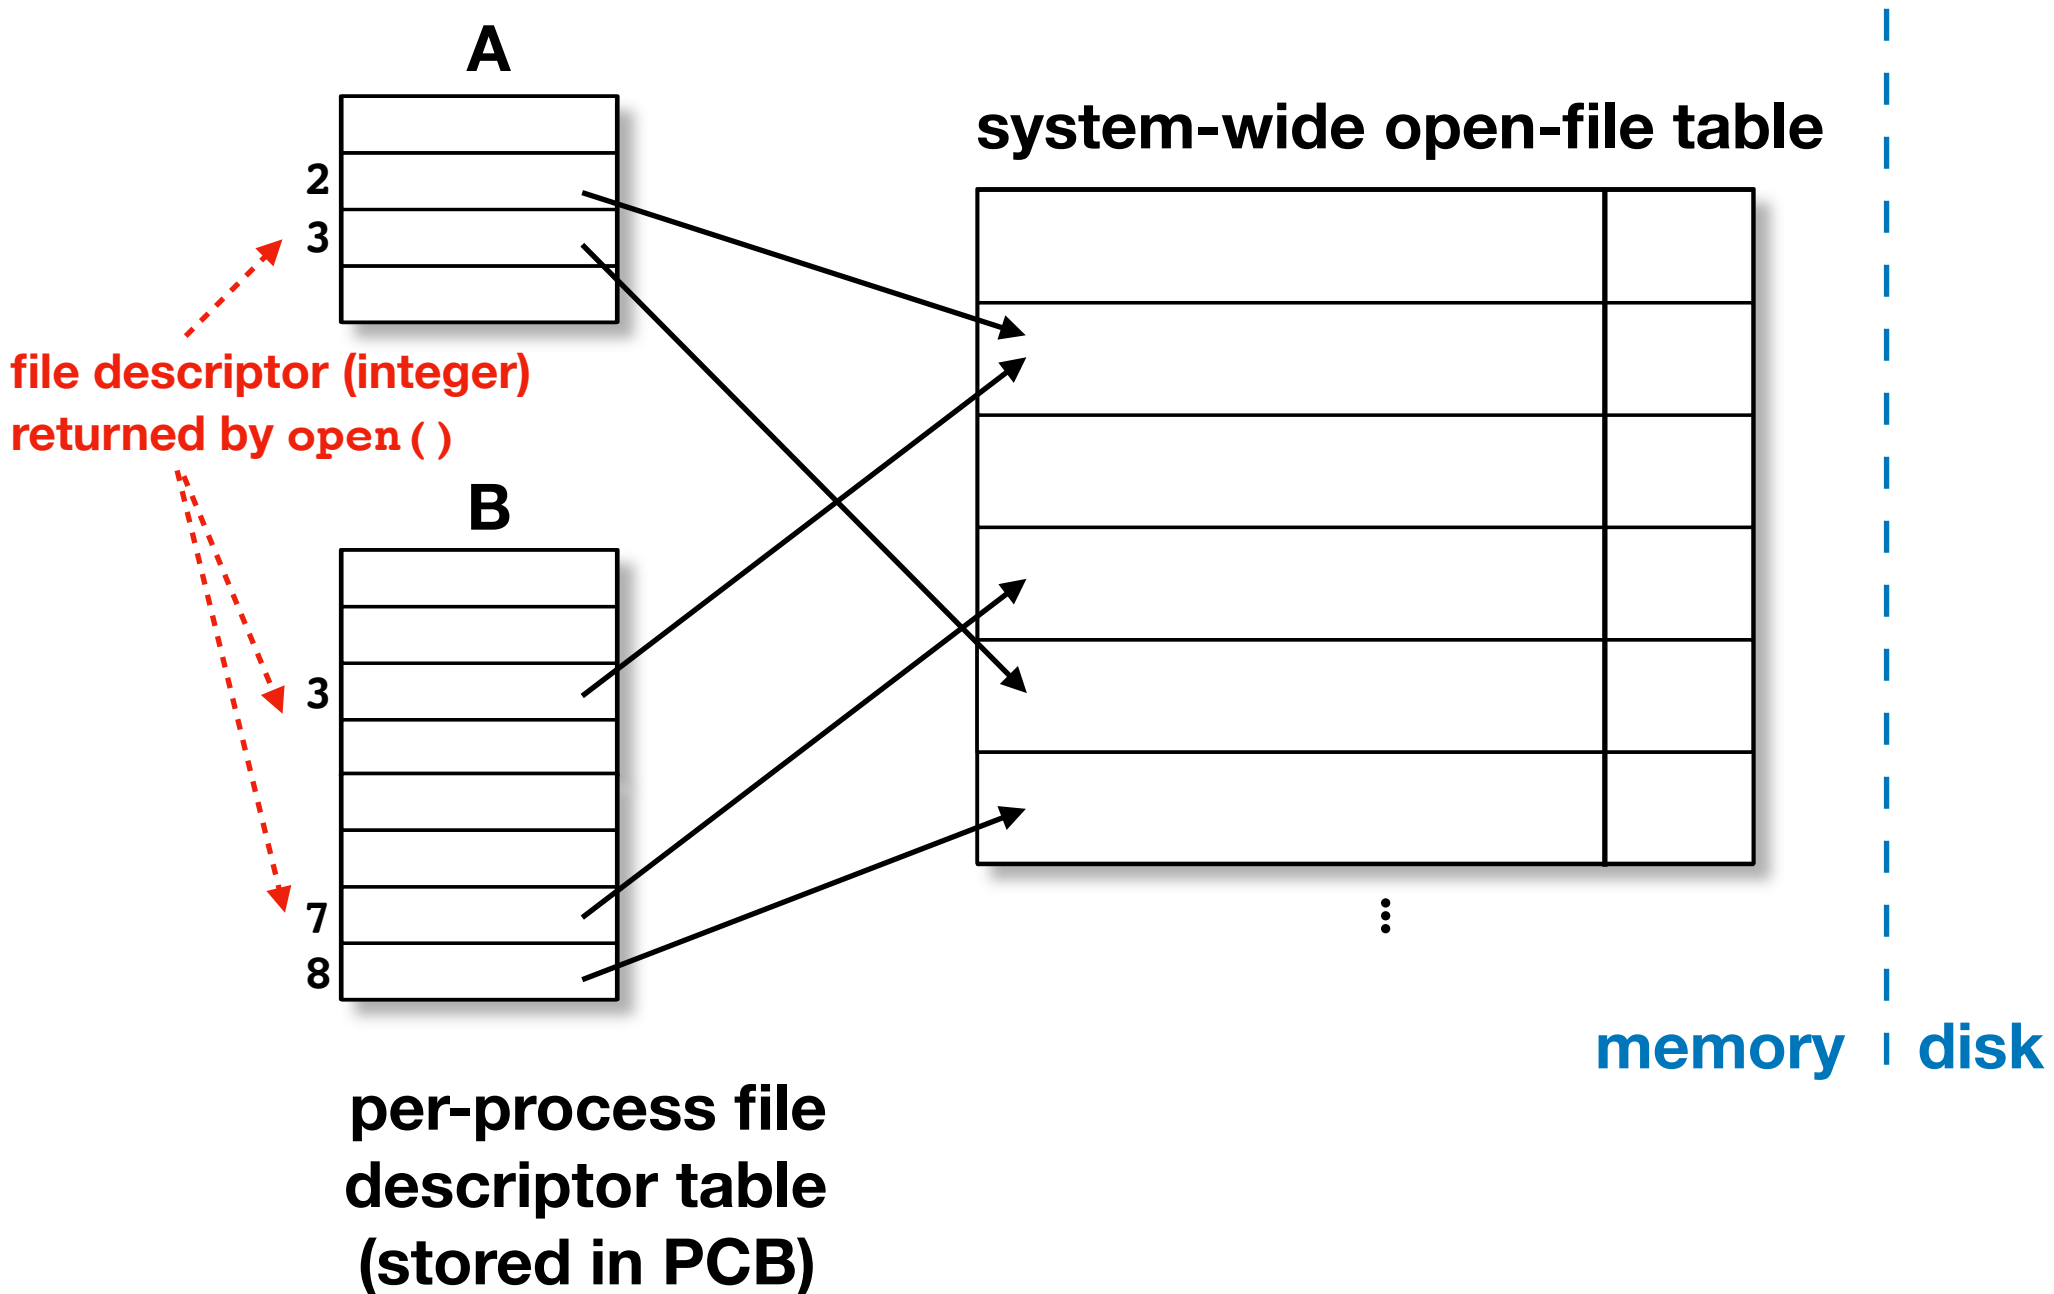 A
system-wide open-file table
2
3
file descriptor (integer)
returned by open()
B
3
7
8
memory
disk
per-process file
descriptor table
(stored in PCB)